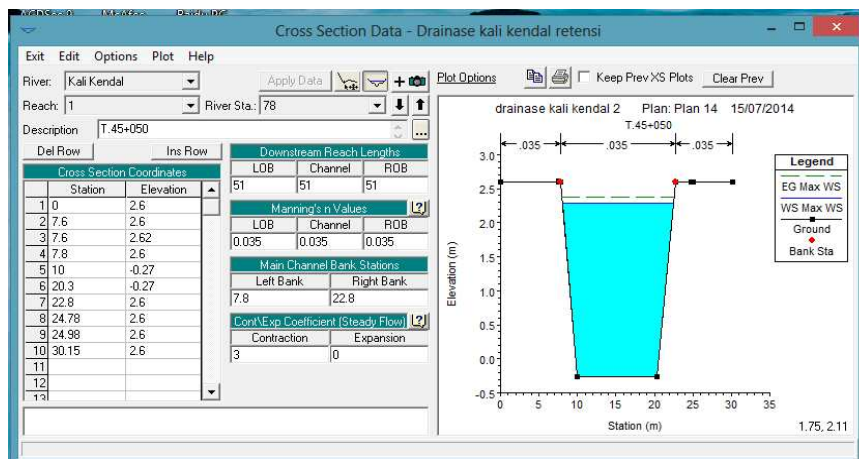 Cross Section Data - Drainase kali kendal retensi
Exit Edit Options Plot Help
River: Kali Kendal
Apply Data
Plot Options
Keep Prev XS Plots
Clear Prev
Reach: 1
River Sta.: 78
Description T.45+050
...
Del Row
Ins Row
Cross Section Coordinates
Station Elevation
1 0 2.6
2 7.6 2.6
3 7.6 2.62
4 7.8 2.6
5 10 -0.27
6 20.3 -0.27
7 22.8 2.6
8 24.78 2.6
9 24.98 2.6
10 30.15 2.6
11
12
13
Downstream Reach Lengths
LOB Channel ROB
51 51 51
Manning's n Values
LOB Channel ROB
0.035 0.035 0.035
Main Channel Bank Stations
Left Bank Right Bank
7.8 22.8
Cont\Exp Coefficient (Steady Flow)
Contraction Expansion
3 0
drainase kali kendal 2 Plan: Plan 14 15/07/2014
T.45+050
.035 .035 .035
3.0
2.5
2.0
1.5
1.0
0.5
0.0
-0.5
0 5 10 15 20 25 30 35
Elevation (m)
Station (m)
Legend
EG Max WS
WS Max WS
Ground
Bank Sta
1.75, 2.11